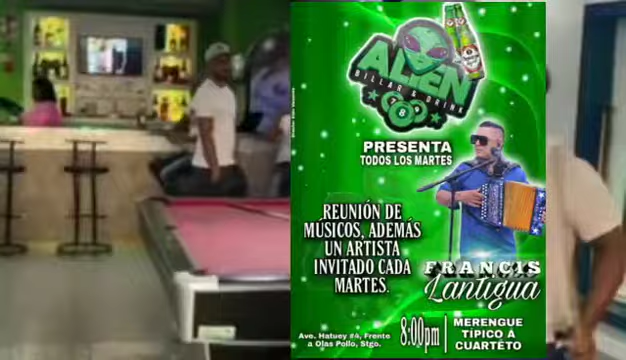 ALIEN
BILLAR & DRINK
8
PRESENTA
TODOS LOS MARTES
REUNIÓN DE
MÚSICOS, ADEMÁS
UN ARTISTA
INVITADO CADA
MARTES.
FRANCIS
Lantigua
Ave. Hatuey #4, Frente
a Olas Pollo, Stgo.
8:00pm
MERENGUE
TÍPICO A
CUARTETO